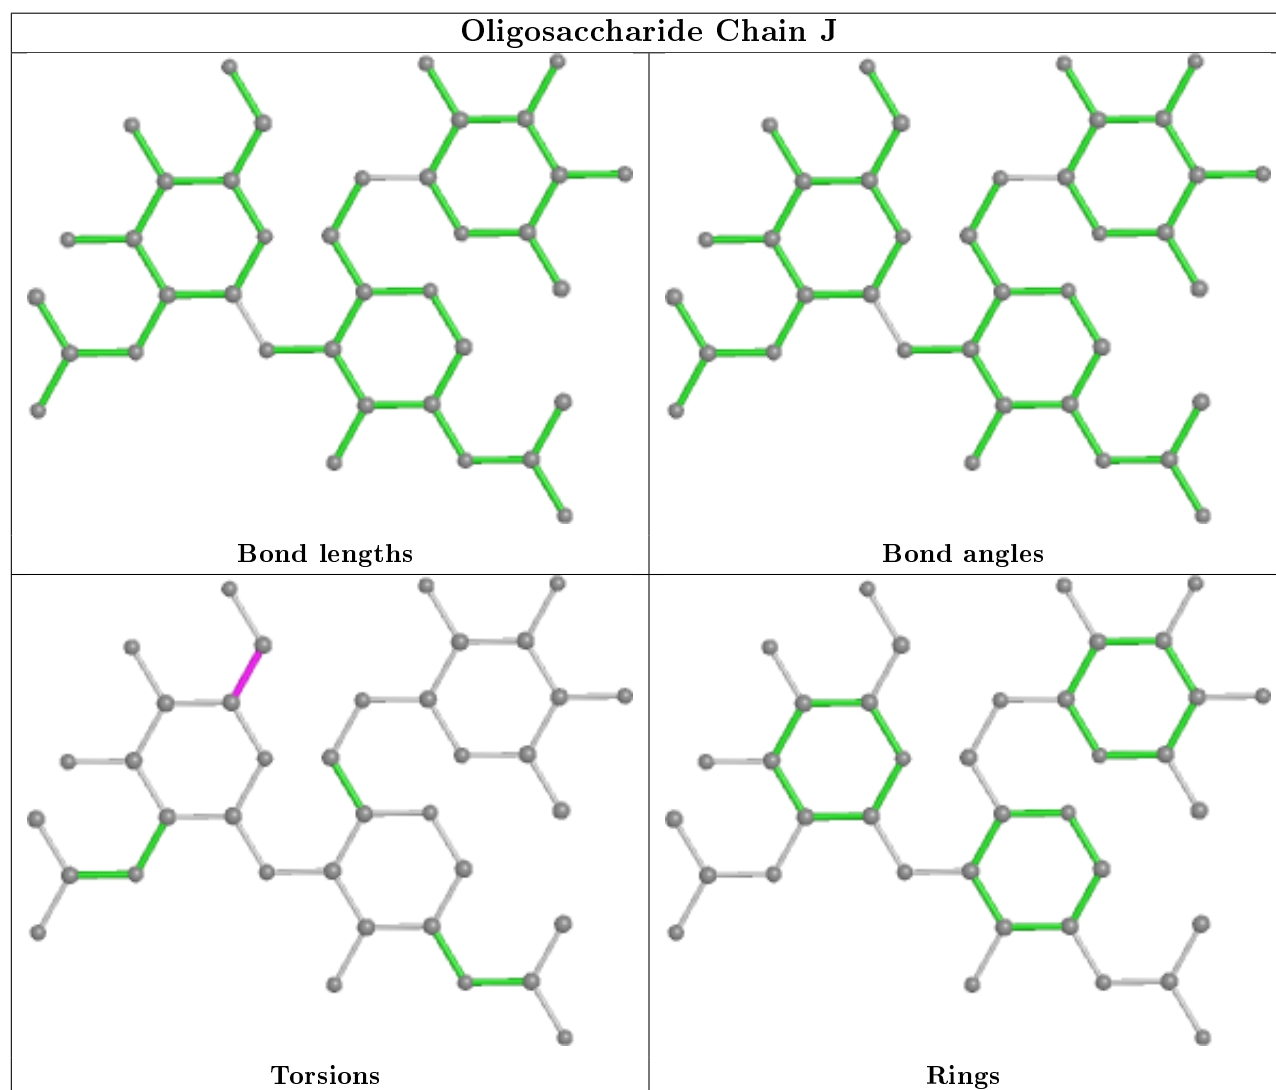 Oligosaccharide Chain J
Bond lengths
Bond angles
Torsions
Rings